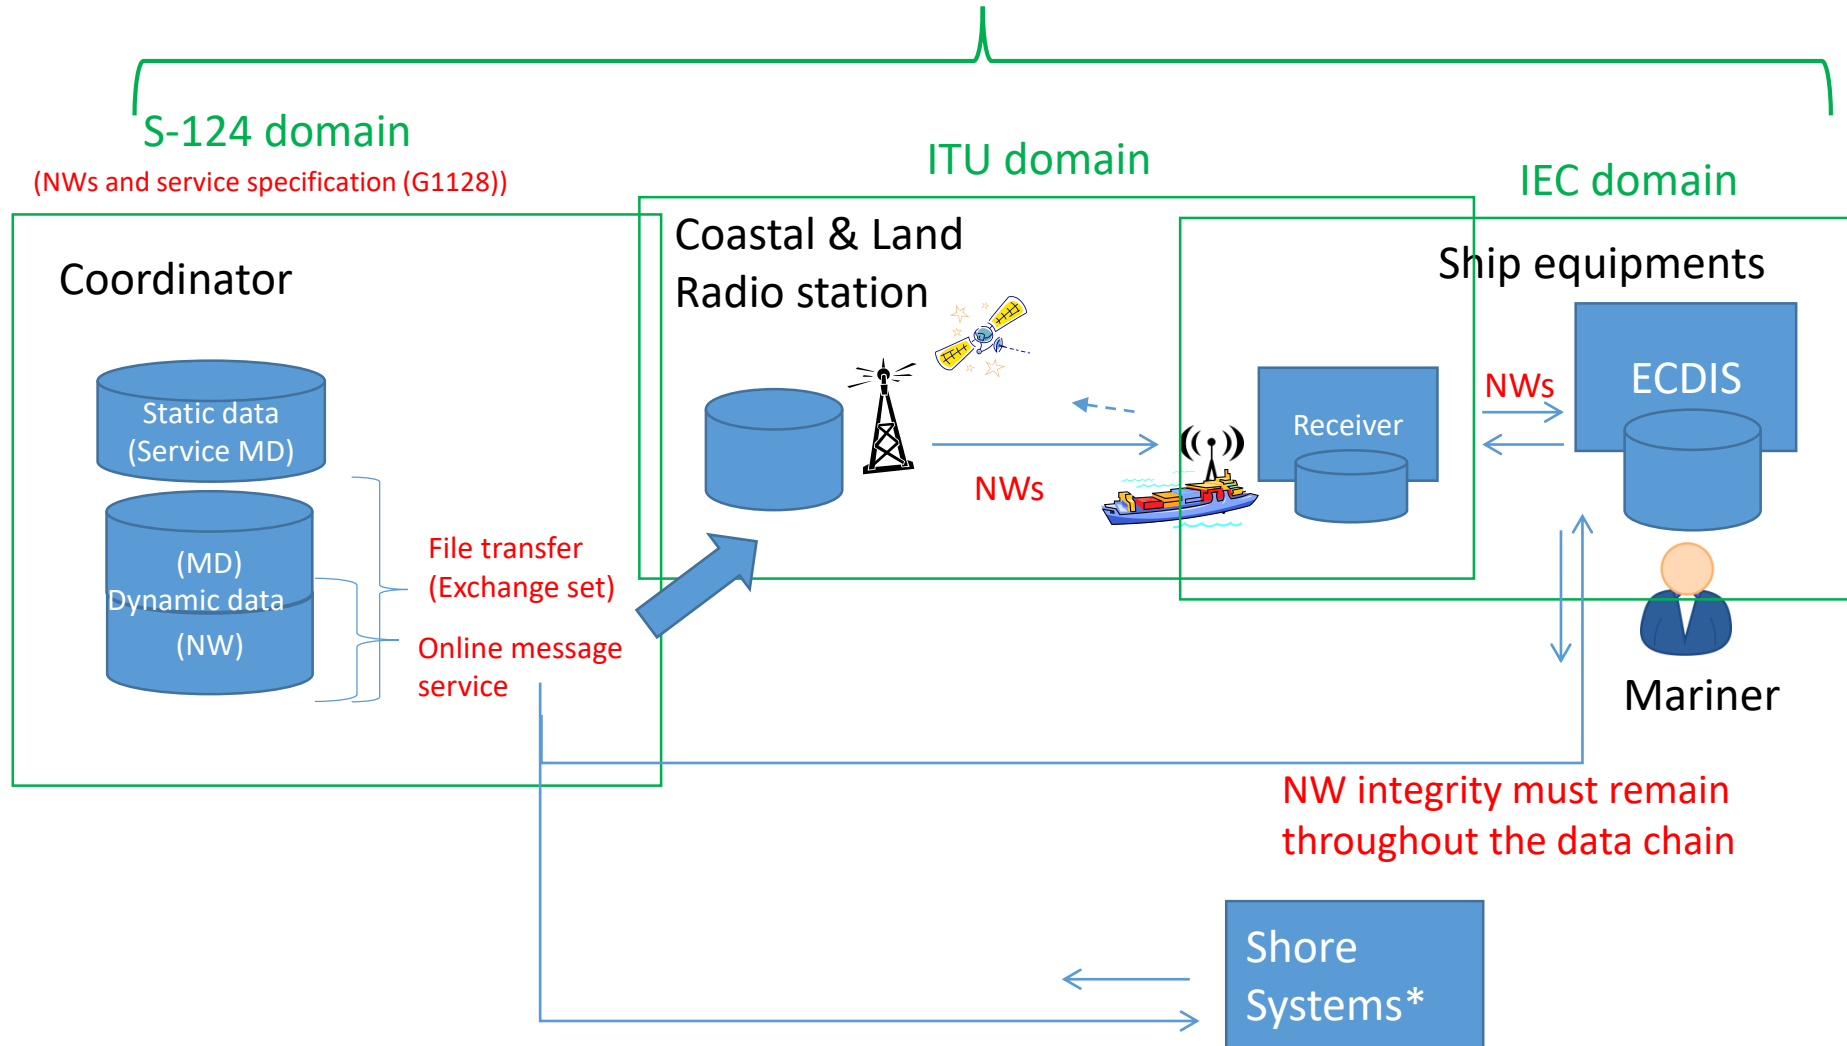 S-124 domain
(NWs and service specification (G1128))
ITU domain
IEC domain
Coordinator
Coastal & Land
Radio station
Ship equipments
Static data
(Service MD)
(MD)
Dynamic data
(NW)
File transfer
(Exchange set)
Online message
service
NWs
Receiver
NWs
ECDIS
Mariner
NW integrity must remain
throughout the data chain
Shore
Systems*